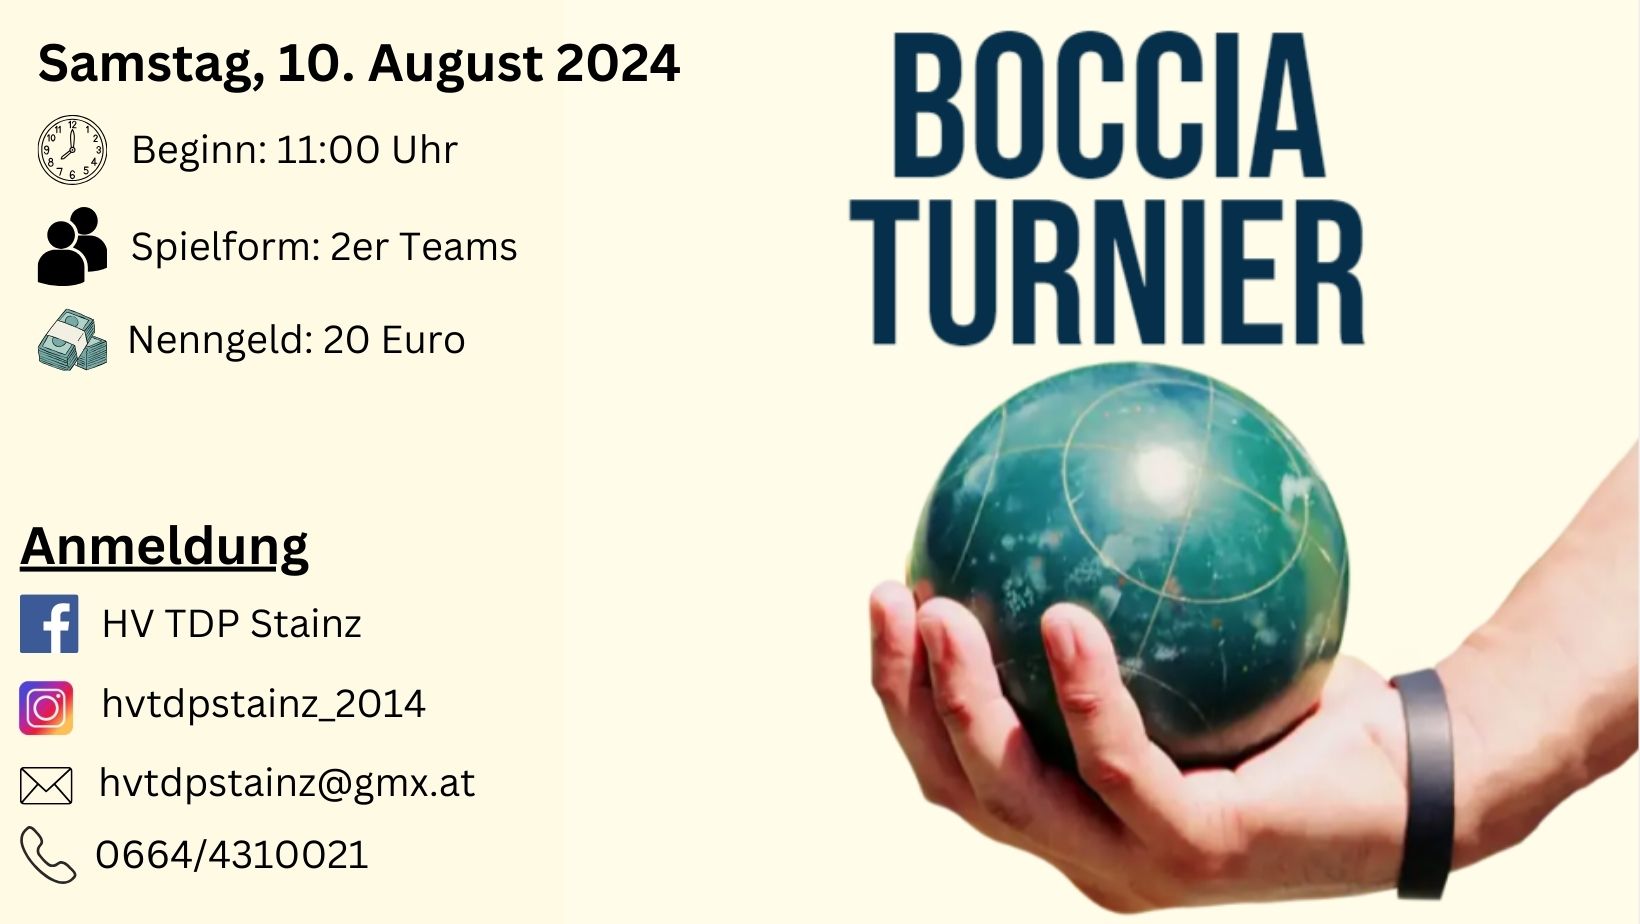 Samstag, 10. August 2024
Beginn: 11:00 Uhr
Spielform: 2er Teams
Nenngeld: 20 Euro
Anmeldung
HV TDP Stainz
hvtdpstainz_2014
hvtdpstainz@gmx.at
0664/4310021
BOCCIA
TURNIER